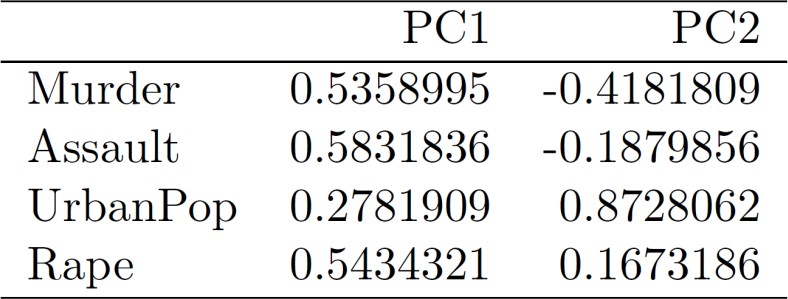 PC1 PC2
Murder 0.5358995 -0.4181809
Assault 0.5831836 -0.1879856
UrbanPop 0.2781909 0.8728062
Rape 0.5434321 0.1673186